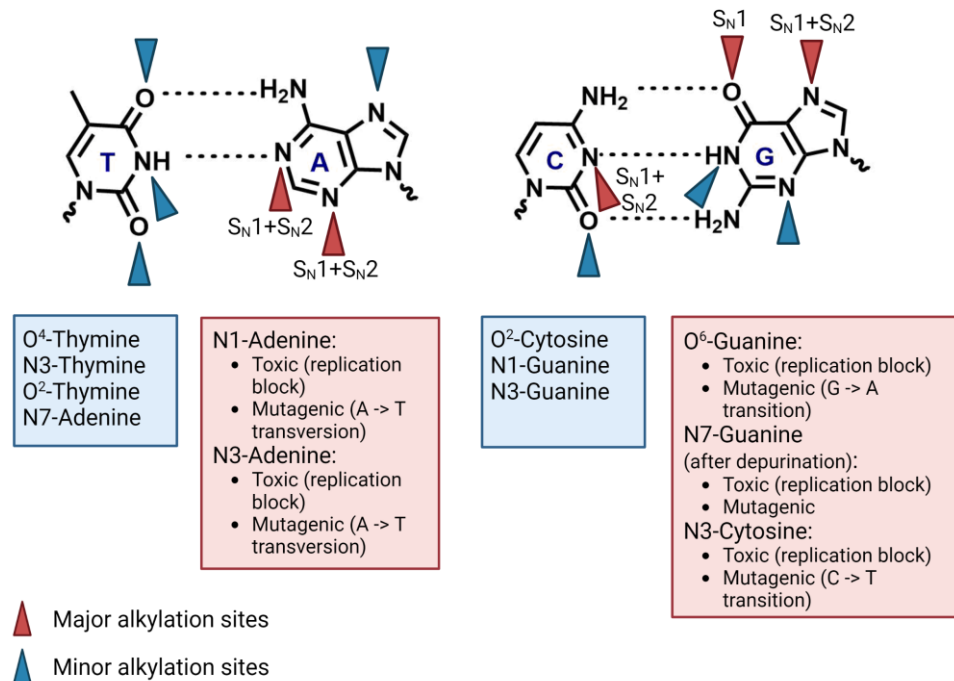 S_N1
S_N1+S_N2
O
H₂N
N
NH₂
O
N
T
NH
N
A
N
C
N
HN
G
N
N
O
N
S_N1+S_N2
N
S_N1+
S_N2
N
O
H₂N
N
S_N1+S_N2
O⁴-Thymine
N3-Thymine
O²-Thymine
N7-Adenine
N1-Adenine:
• Toxic (replication
block)
• Mutagenic (A -> T
transversion)
N3-Adenine:
• Toxic (replication
block)
• Mutagenic (A -> T
transversion)
O²-Cytosine
N1-Guanine
N3-Guanine
O⁶-Guanine:
• Toxic (replication block)
• Mutagenic (G -> A
transition)
N7-Guanine
(after depurination):
• Toxic (replication block)
• Mutagenic
N3-Cytosine:
• Toxic (replication block)
• Mutagenic (C -> T
transition)
Major alkylation sites
Minor alkylation sites